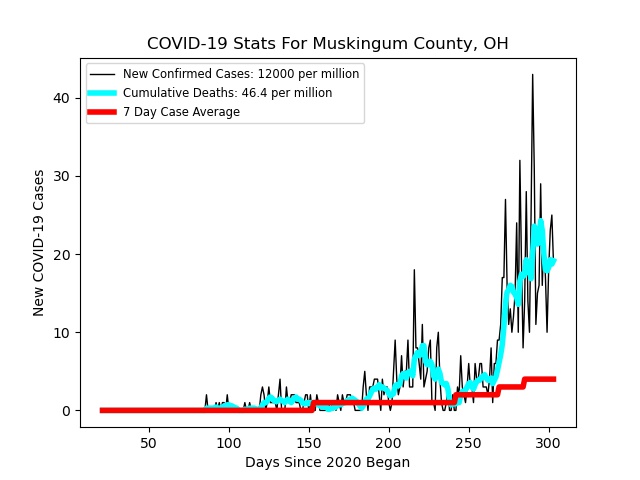 COVID-19 Stats For Muskingum County, OH
New Confirmed Cases: 12000 per million
Cumulative Deaths: 46.4 per million
7 Day Case Average
New COVID-19 Cases
40
30
20
10
0
50 100 150 200 250 300
Days Since 2020 Began